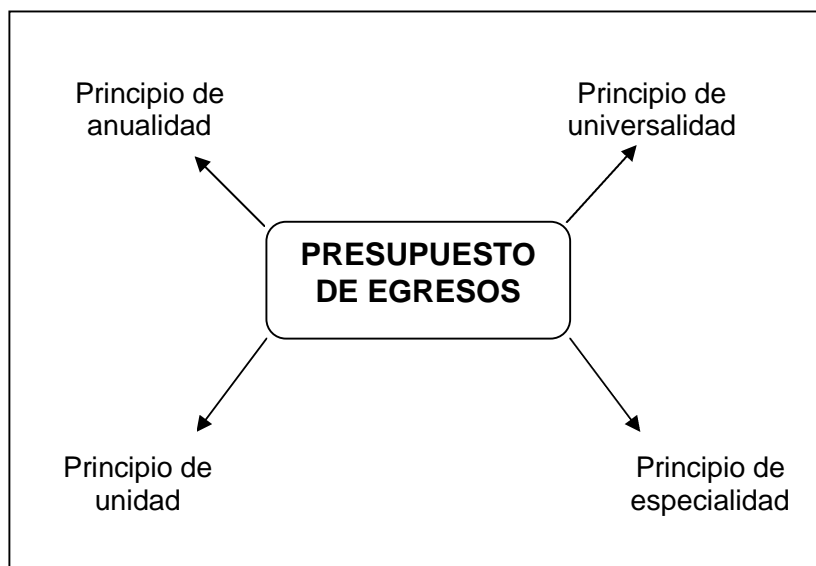 Principio de
anualidad
Principio de
universalidad
PRESUPUESTO
DE EGRESOS
Principio de
unidad
Principio de
especialidad